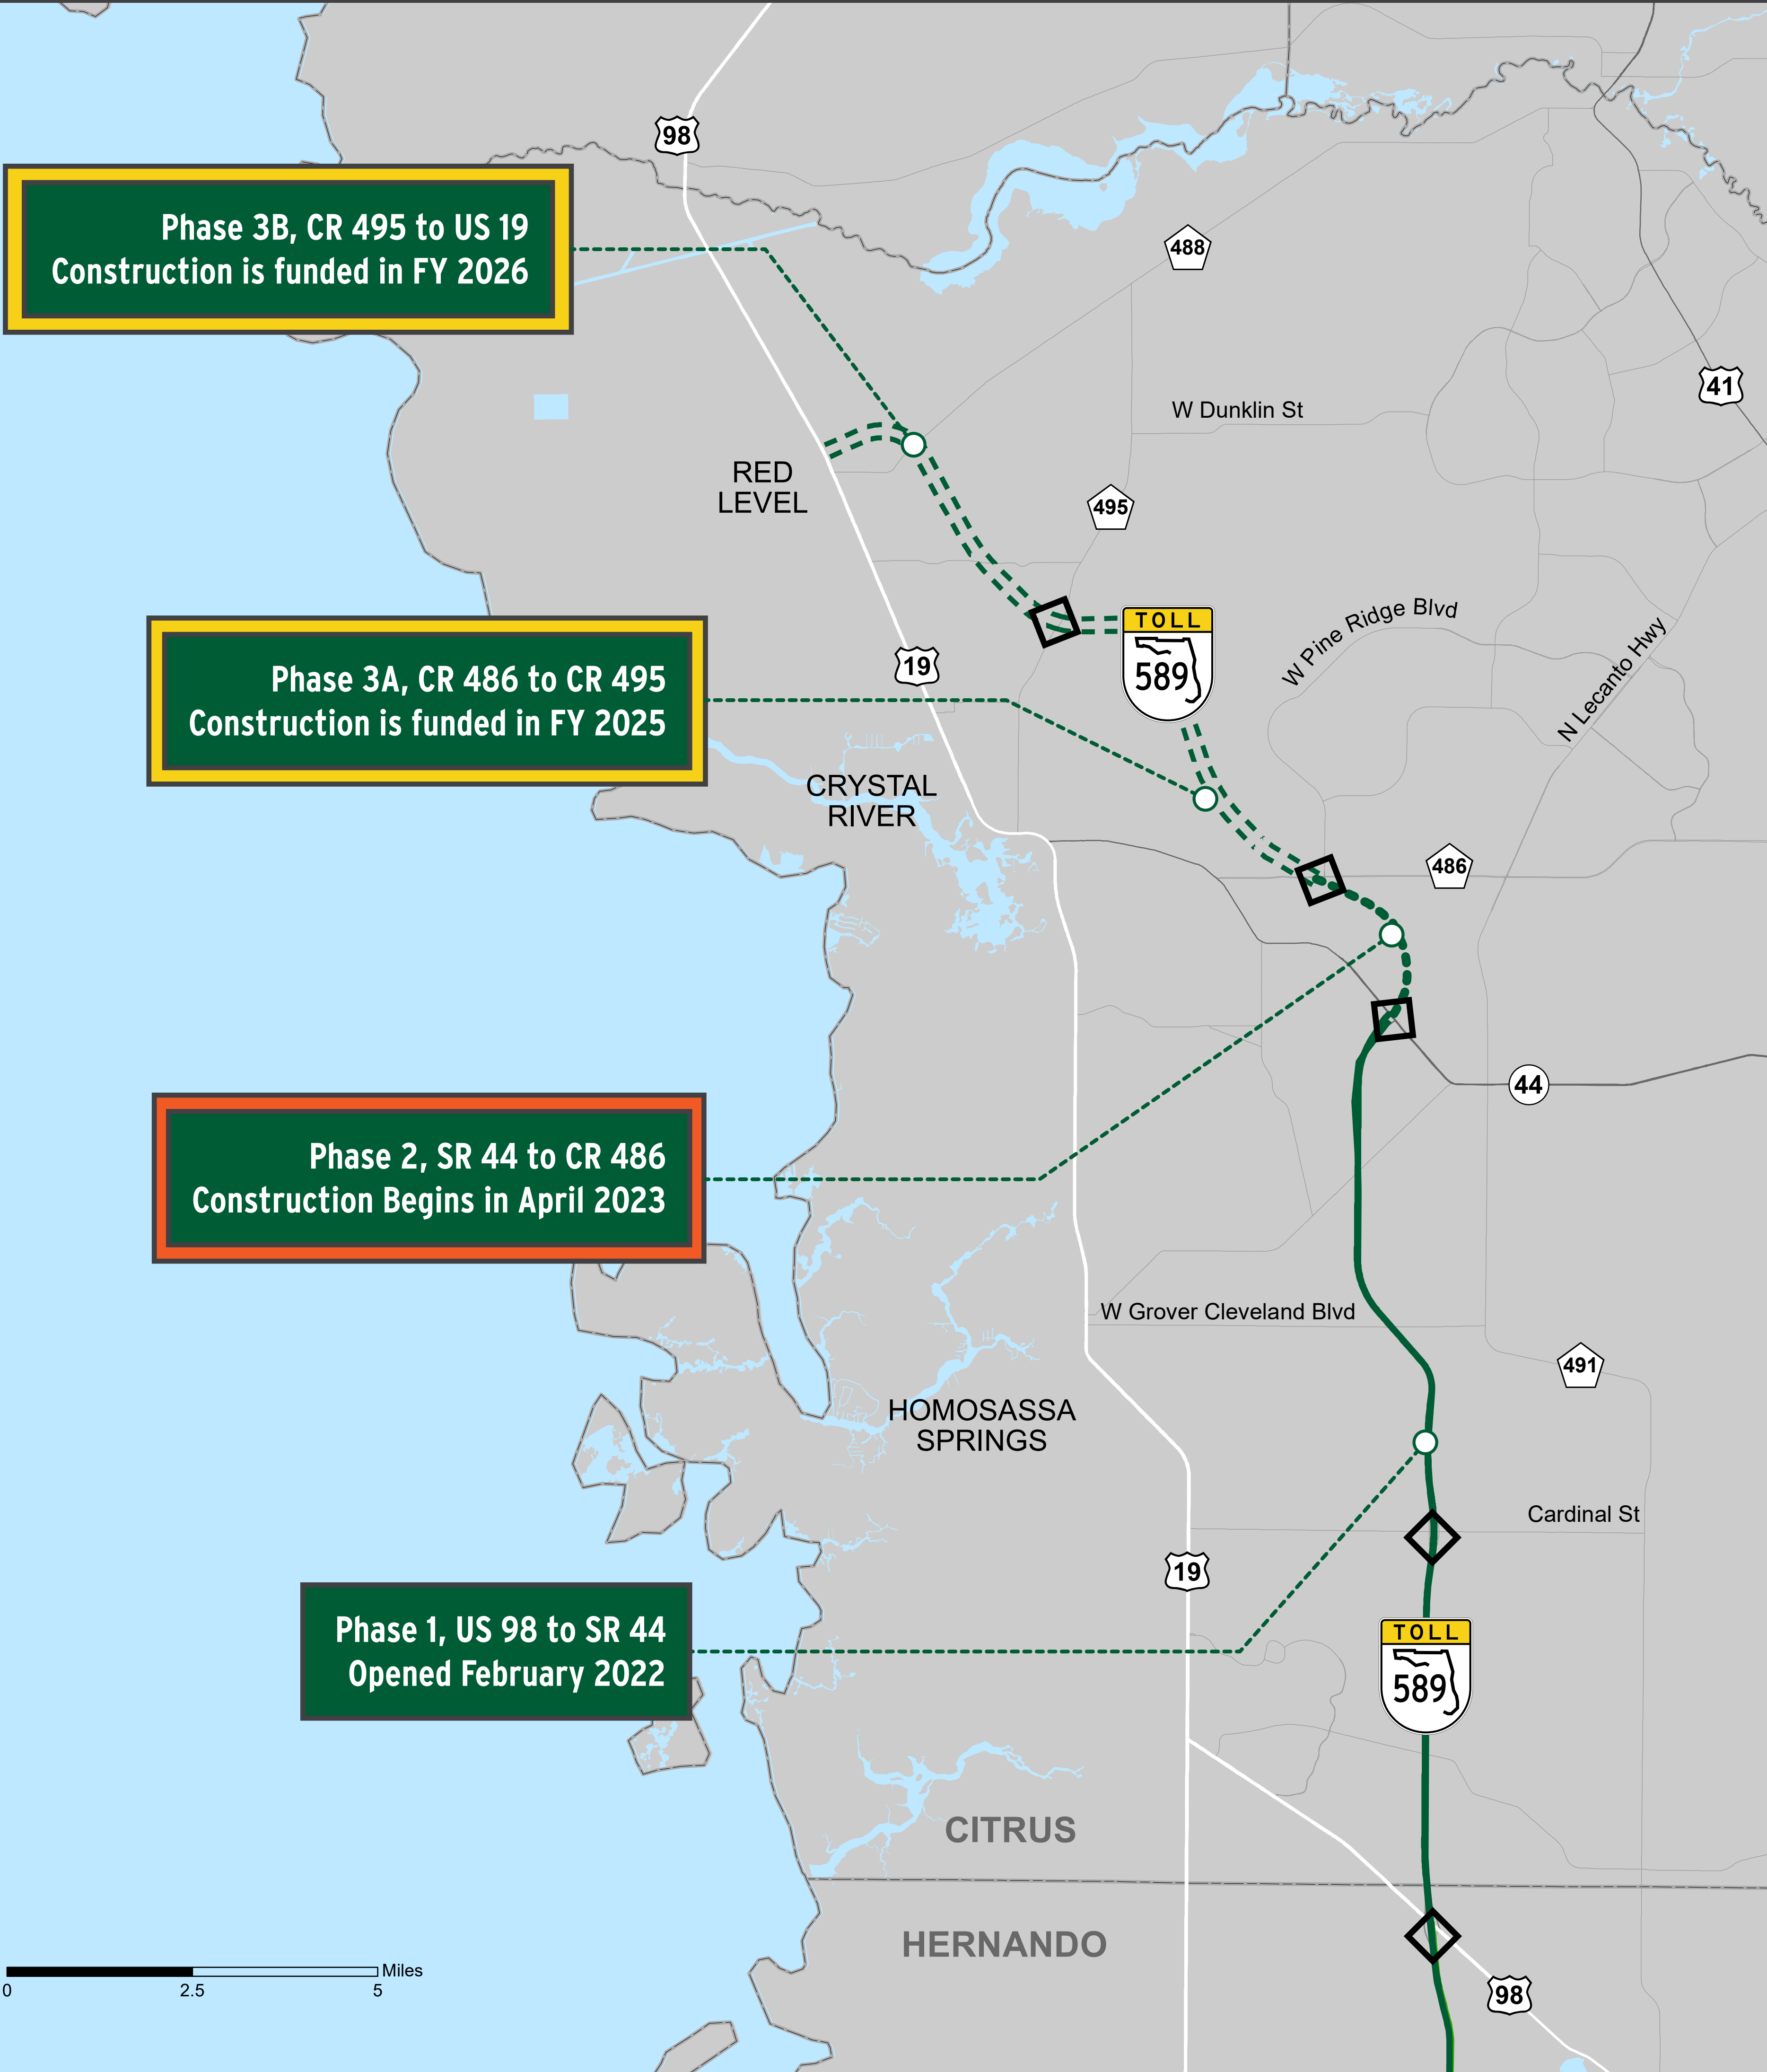 98
Phase 3B, CR 495 to US 19
Construction is funded in FY 2026
488
41
W Dunklin St
RED
LEVEL
495
TOLL
589
W Pine Ridge Blvd
N Lecanto Hwy
19
Phase 3A, CR 486 to CR 495
Construction is funded in FY 2025
CRYSTAL
RIVER
486
44
Phase 2, SR 44 to CR 486
Construction Begins in April 2023
W Grover Cleveland Blvd
491
HOMOSASSA
SPRINGS
Cardinal St
19
Phase 1, US 98 to SR 44
Opened February 2022
TOLL
589
CITRUS
HERNANDO
Miles
0 2.5 5
98